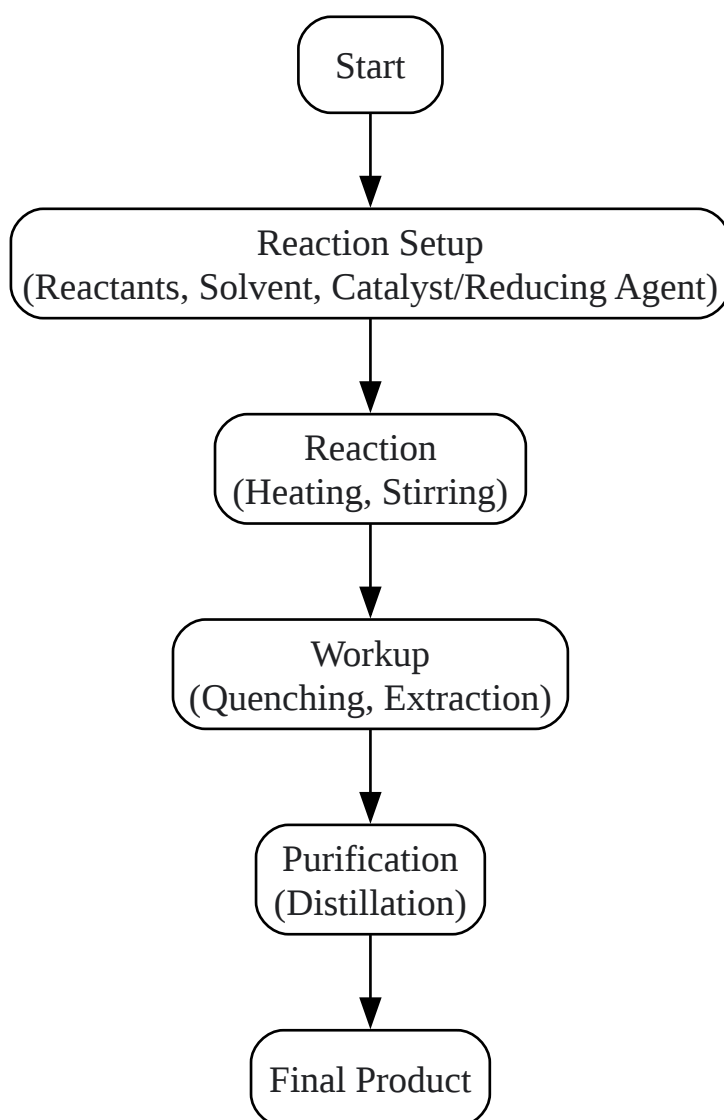 Start
Reaction Setup
(Reactants, Solvent, Catalyst/Reducing Agent)
Reaction
(Heating, Stirring)
Workup
(Quenching, Extraction)
Purification
(Distillation)
Final Product